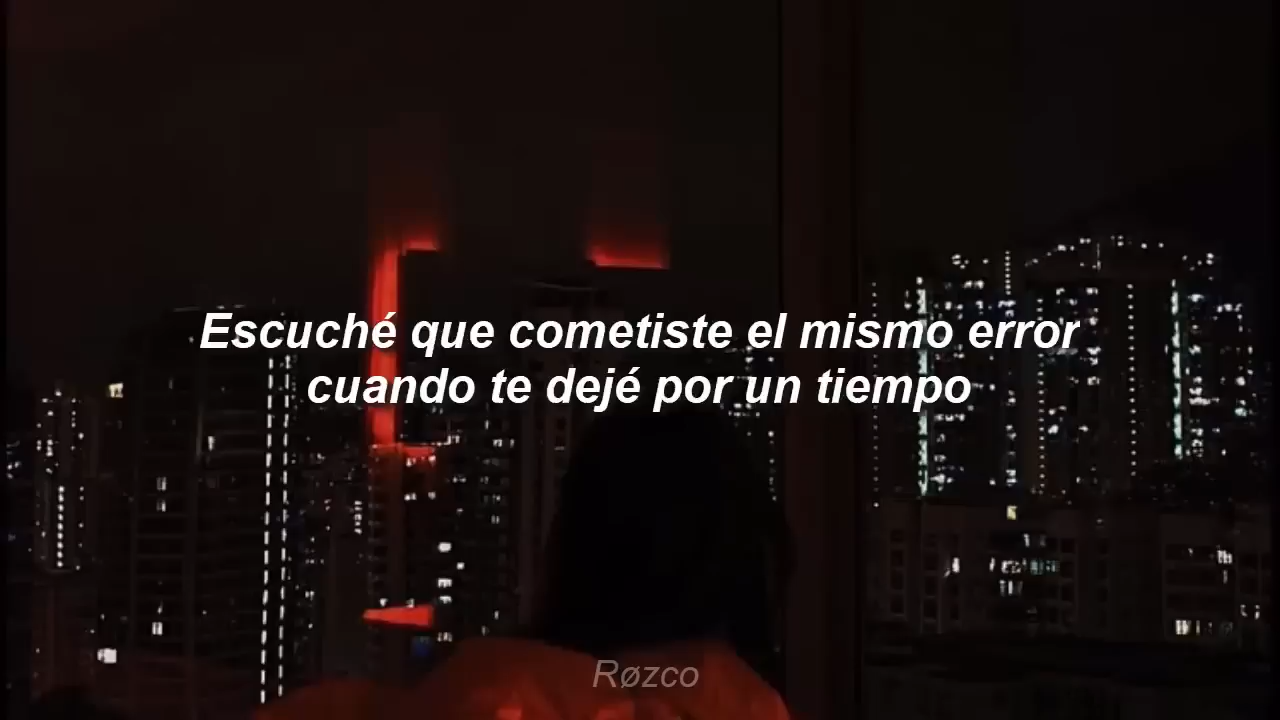 Escuché que cometiste el mismo error
cuando te dejé por un tiempo
Røzco